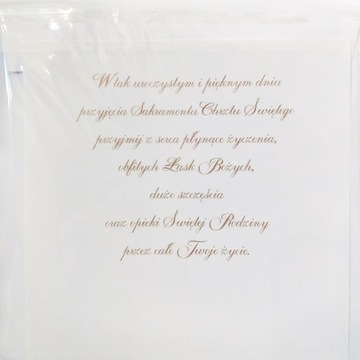 W tak uroczystym i pięknym dniu
przyjęcia Sakramentu Chrztu Świętego
przyjmij z serca płynące życzenia,
obfitych Łask Bożych,
dużo szczęścia
oraz opieki Świętej Rodziny
przez całe Twoje życie.